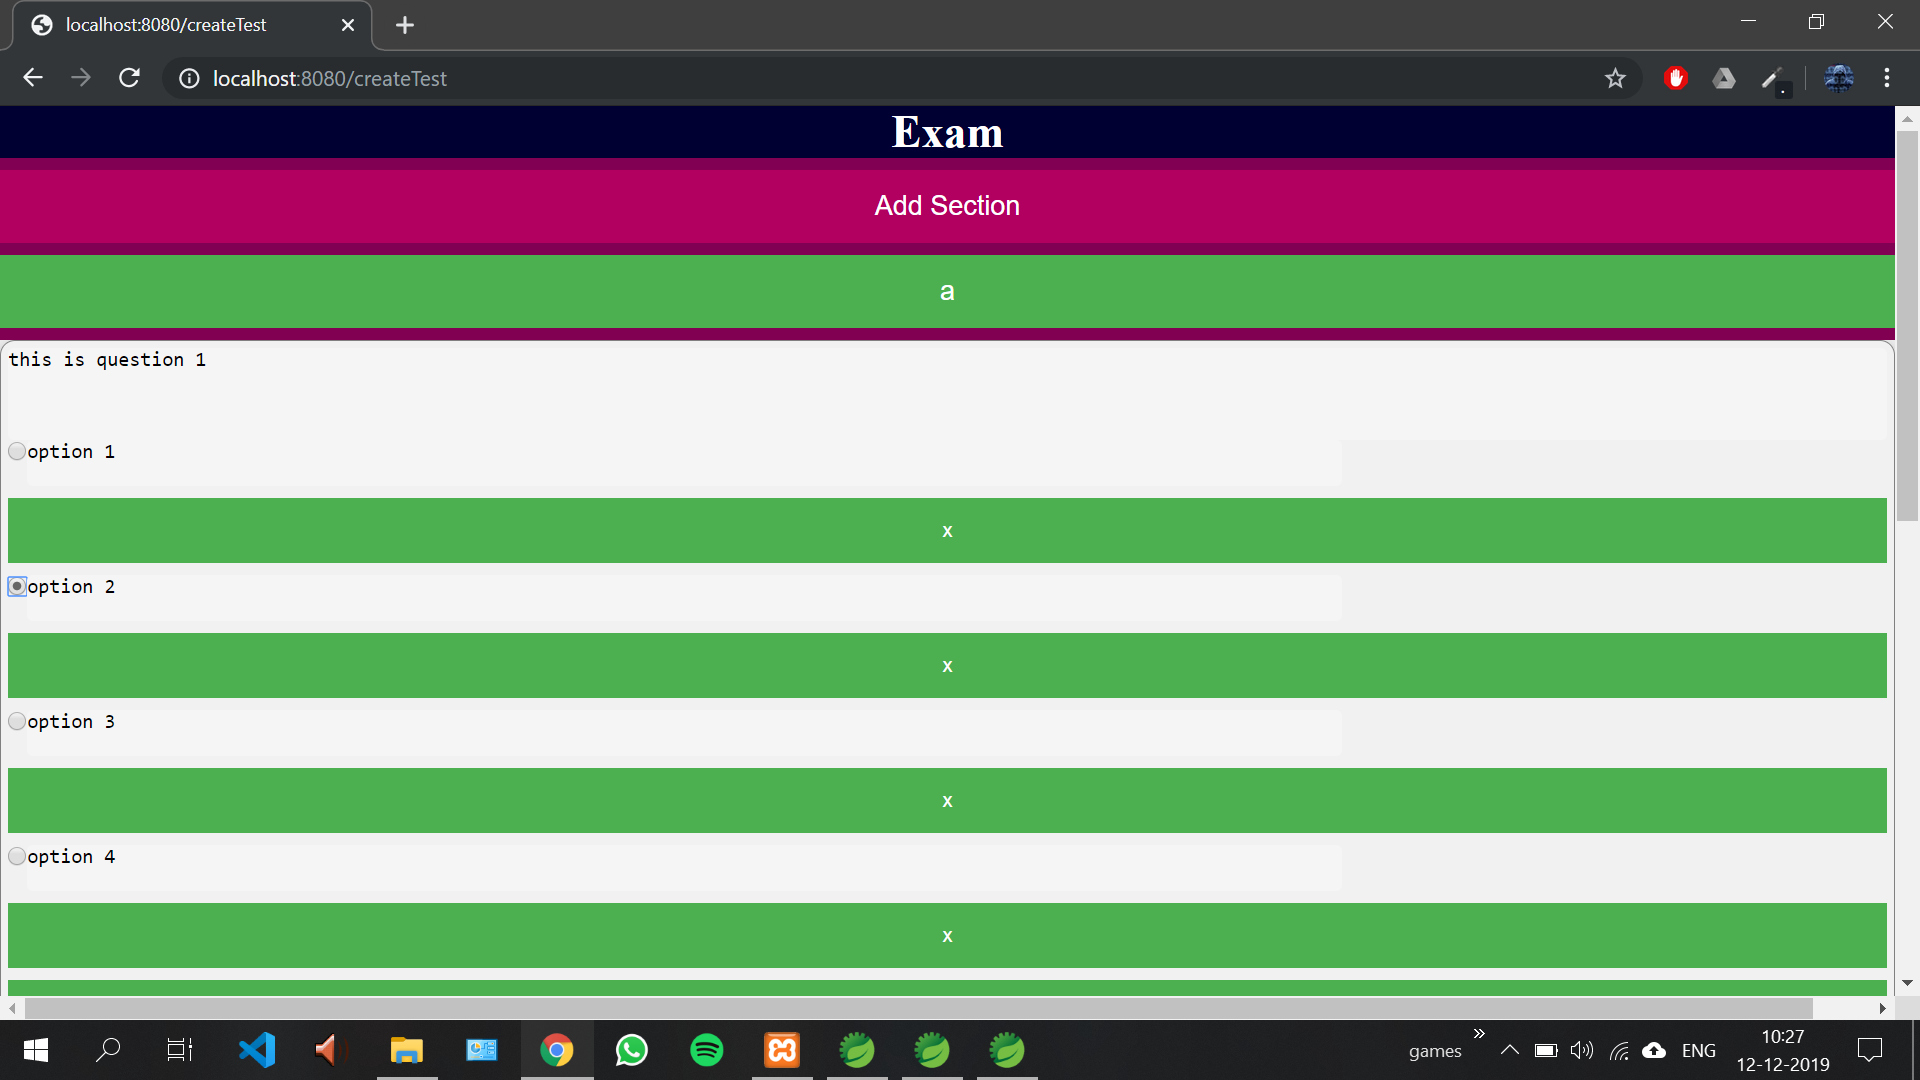 localhost:8080/createTest
localhost:8080/createTest
Exam
Add Section
a
this is question 1
option 1
x
option 2
x
option 3
x
option 4
x
games
ENG
10:27
12-12-2019